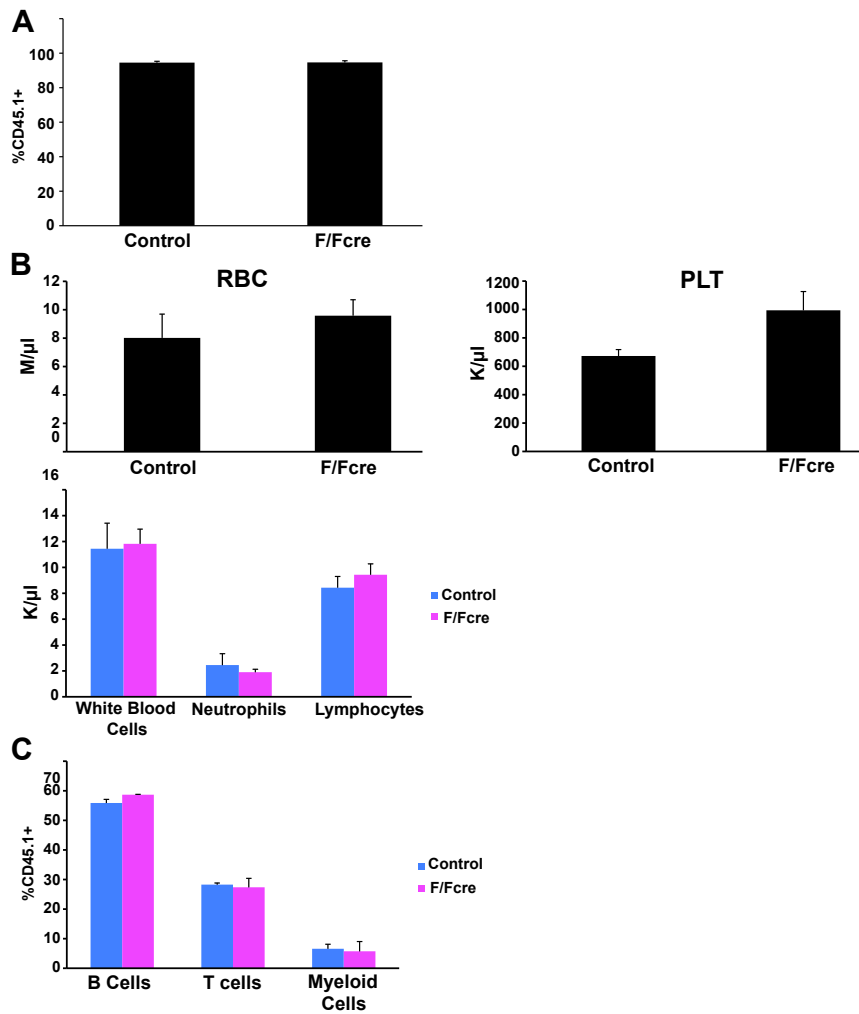 A
%CD45.1+
100
80
60
40
20
0
Control
F/Fcre
B
RBC
M/µl
12
10
8
6
4
2
0
Control
F/Fcre
PLT
K/µl
1200
1000
800
600
400
200
0
Control
F/Fcre
K/µl
16
14
12
10
8
6
4
2
0
White Blood
Cells
Neutrophils
Lymphocytes
Control
F/Fcre
C
%CD45.1+
70
60
50
40
30
20
10
0
B Cells
T cells
Myeloid
Cells
Control
F/Fcre